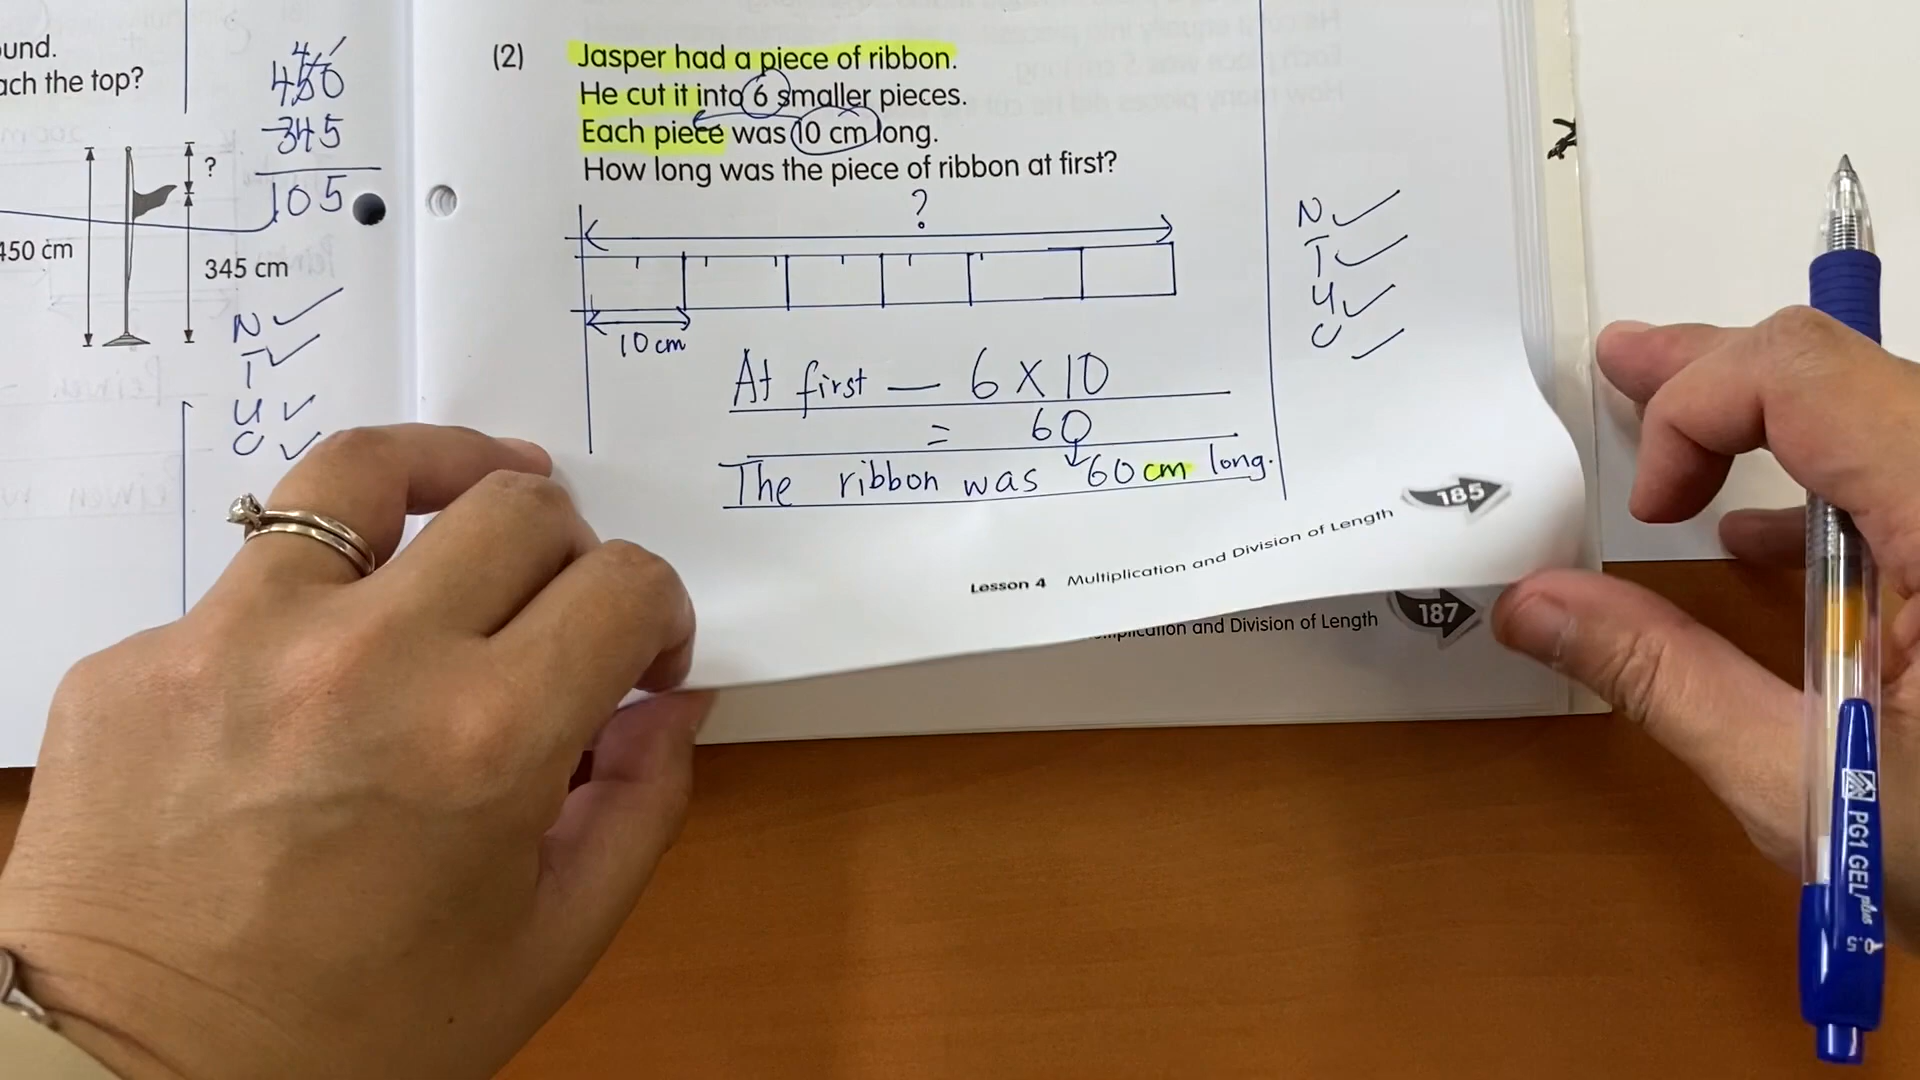 ound.
ach the top?
450
-345
105
?
450 cm
345 cm
N
T
U
C
(2) Jasper had a piece of ribbon.
He cut it into 6 smaller pieces.
Each piece was 10 cm long.
How long was the piece of ribbon at first?
?
10 cm
At first — 6 X 10
= 60
The ribbon was 60 cm long.
N
T
U
C
185
Lesson 4 Multiplication and Division of Length
and Division of Length 187
PG1 GEL plus
0.5